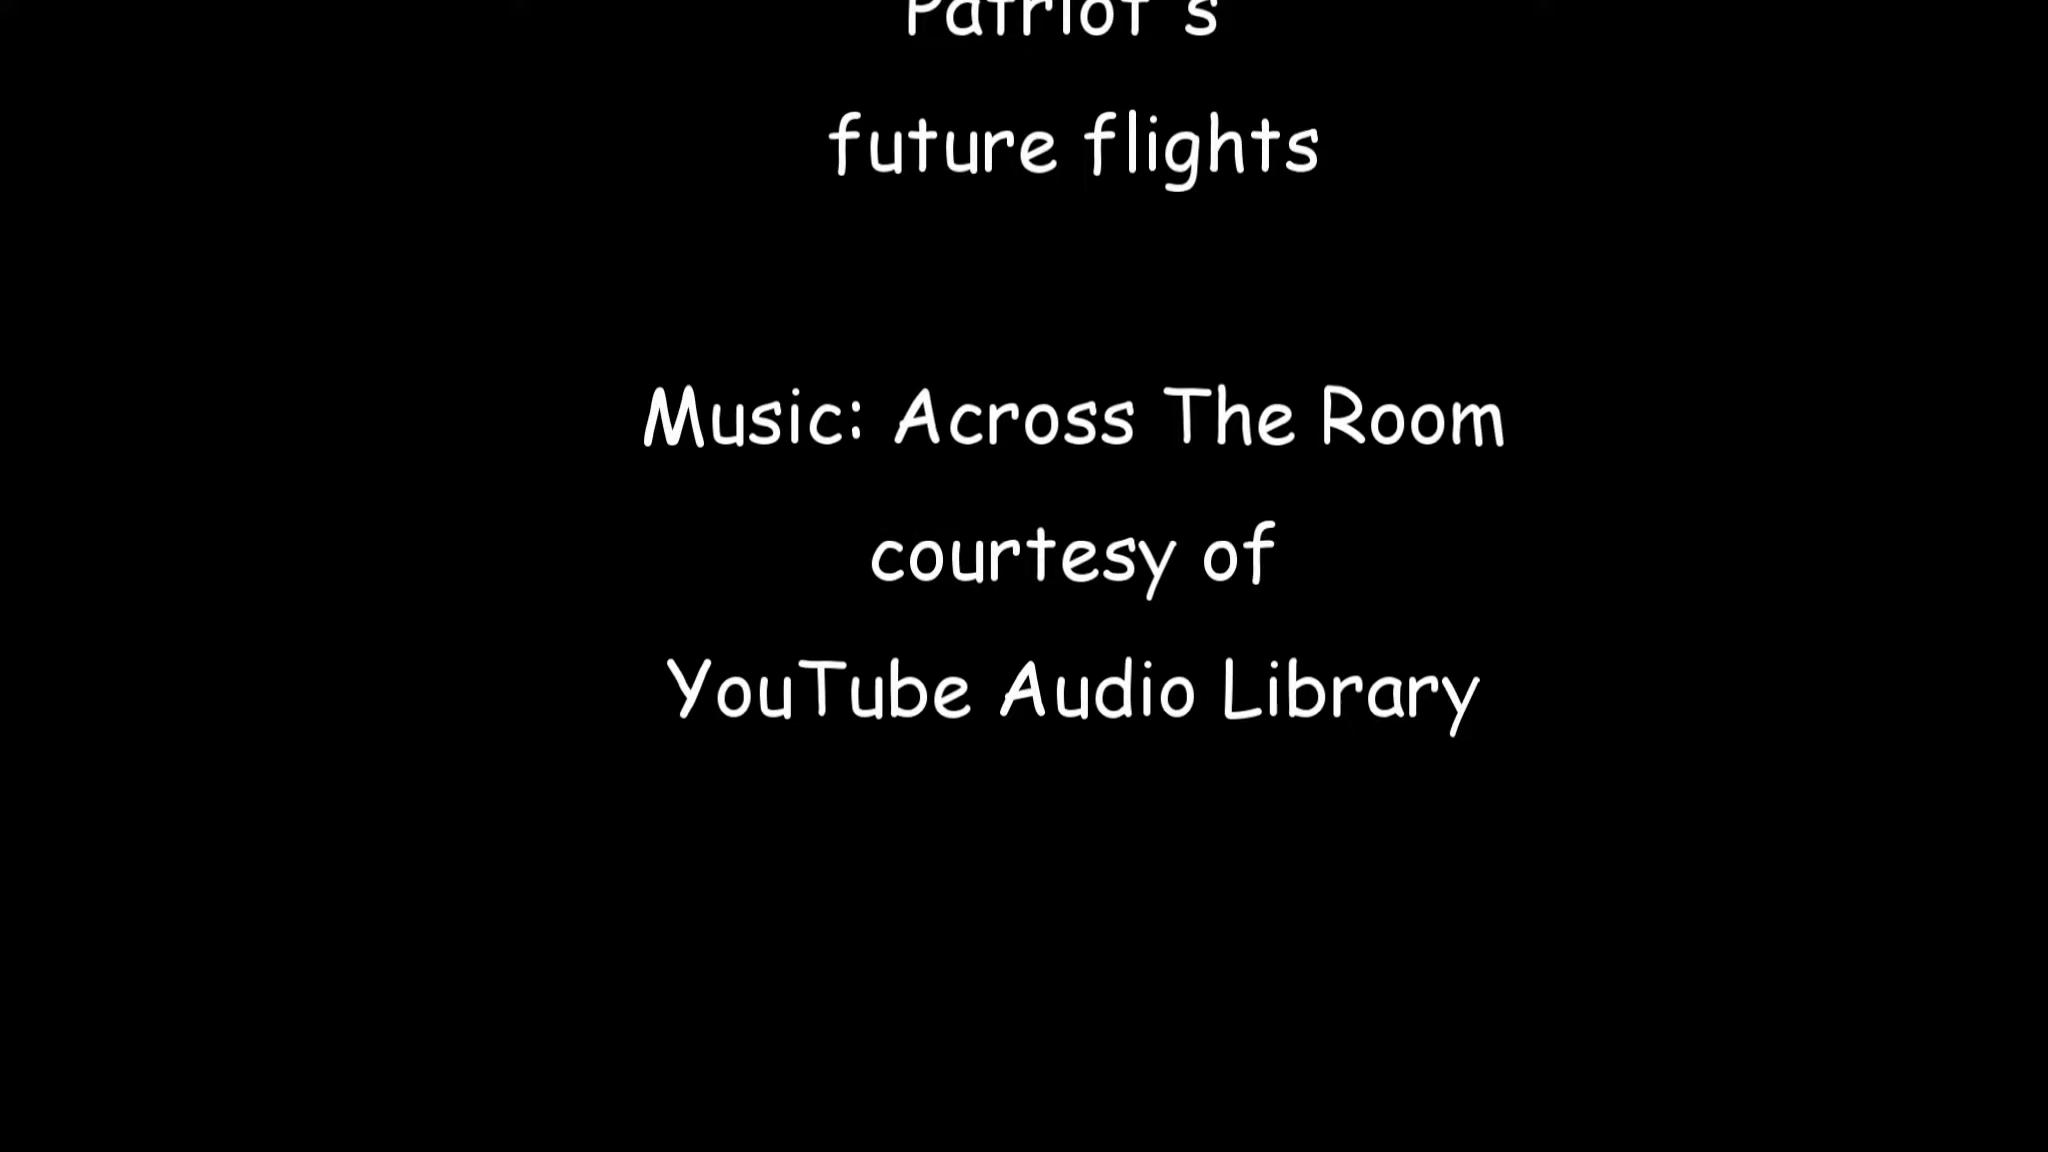 Patriot's
future flights
Music: Across The Room
courtesy of
YouTube Audio Library